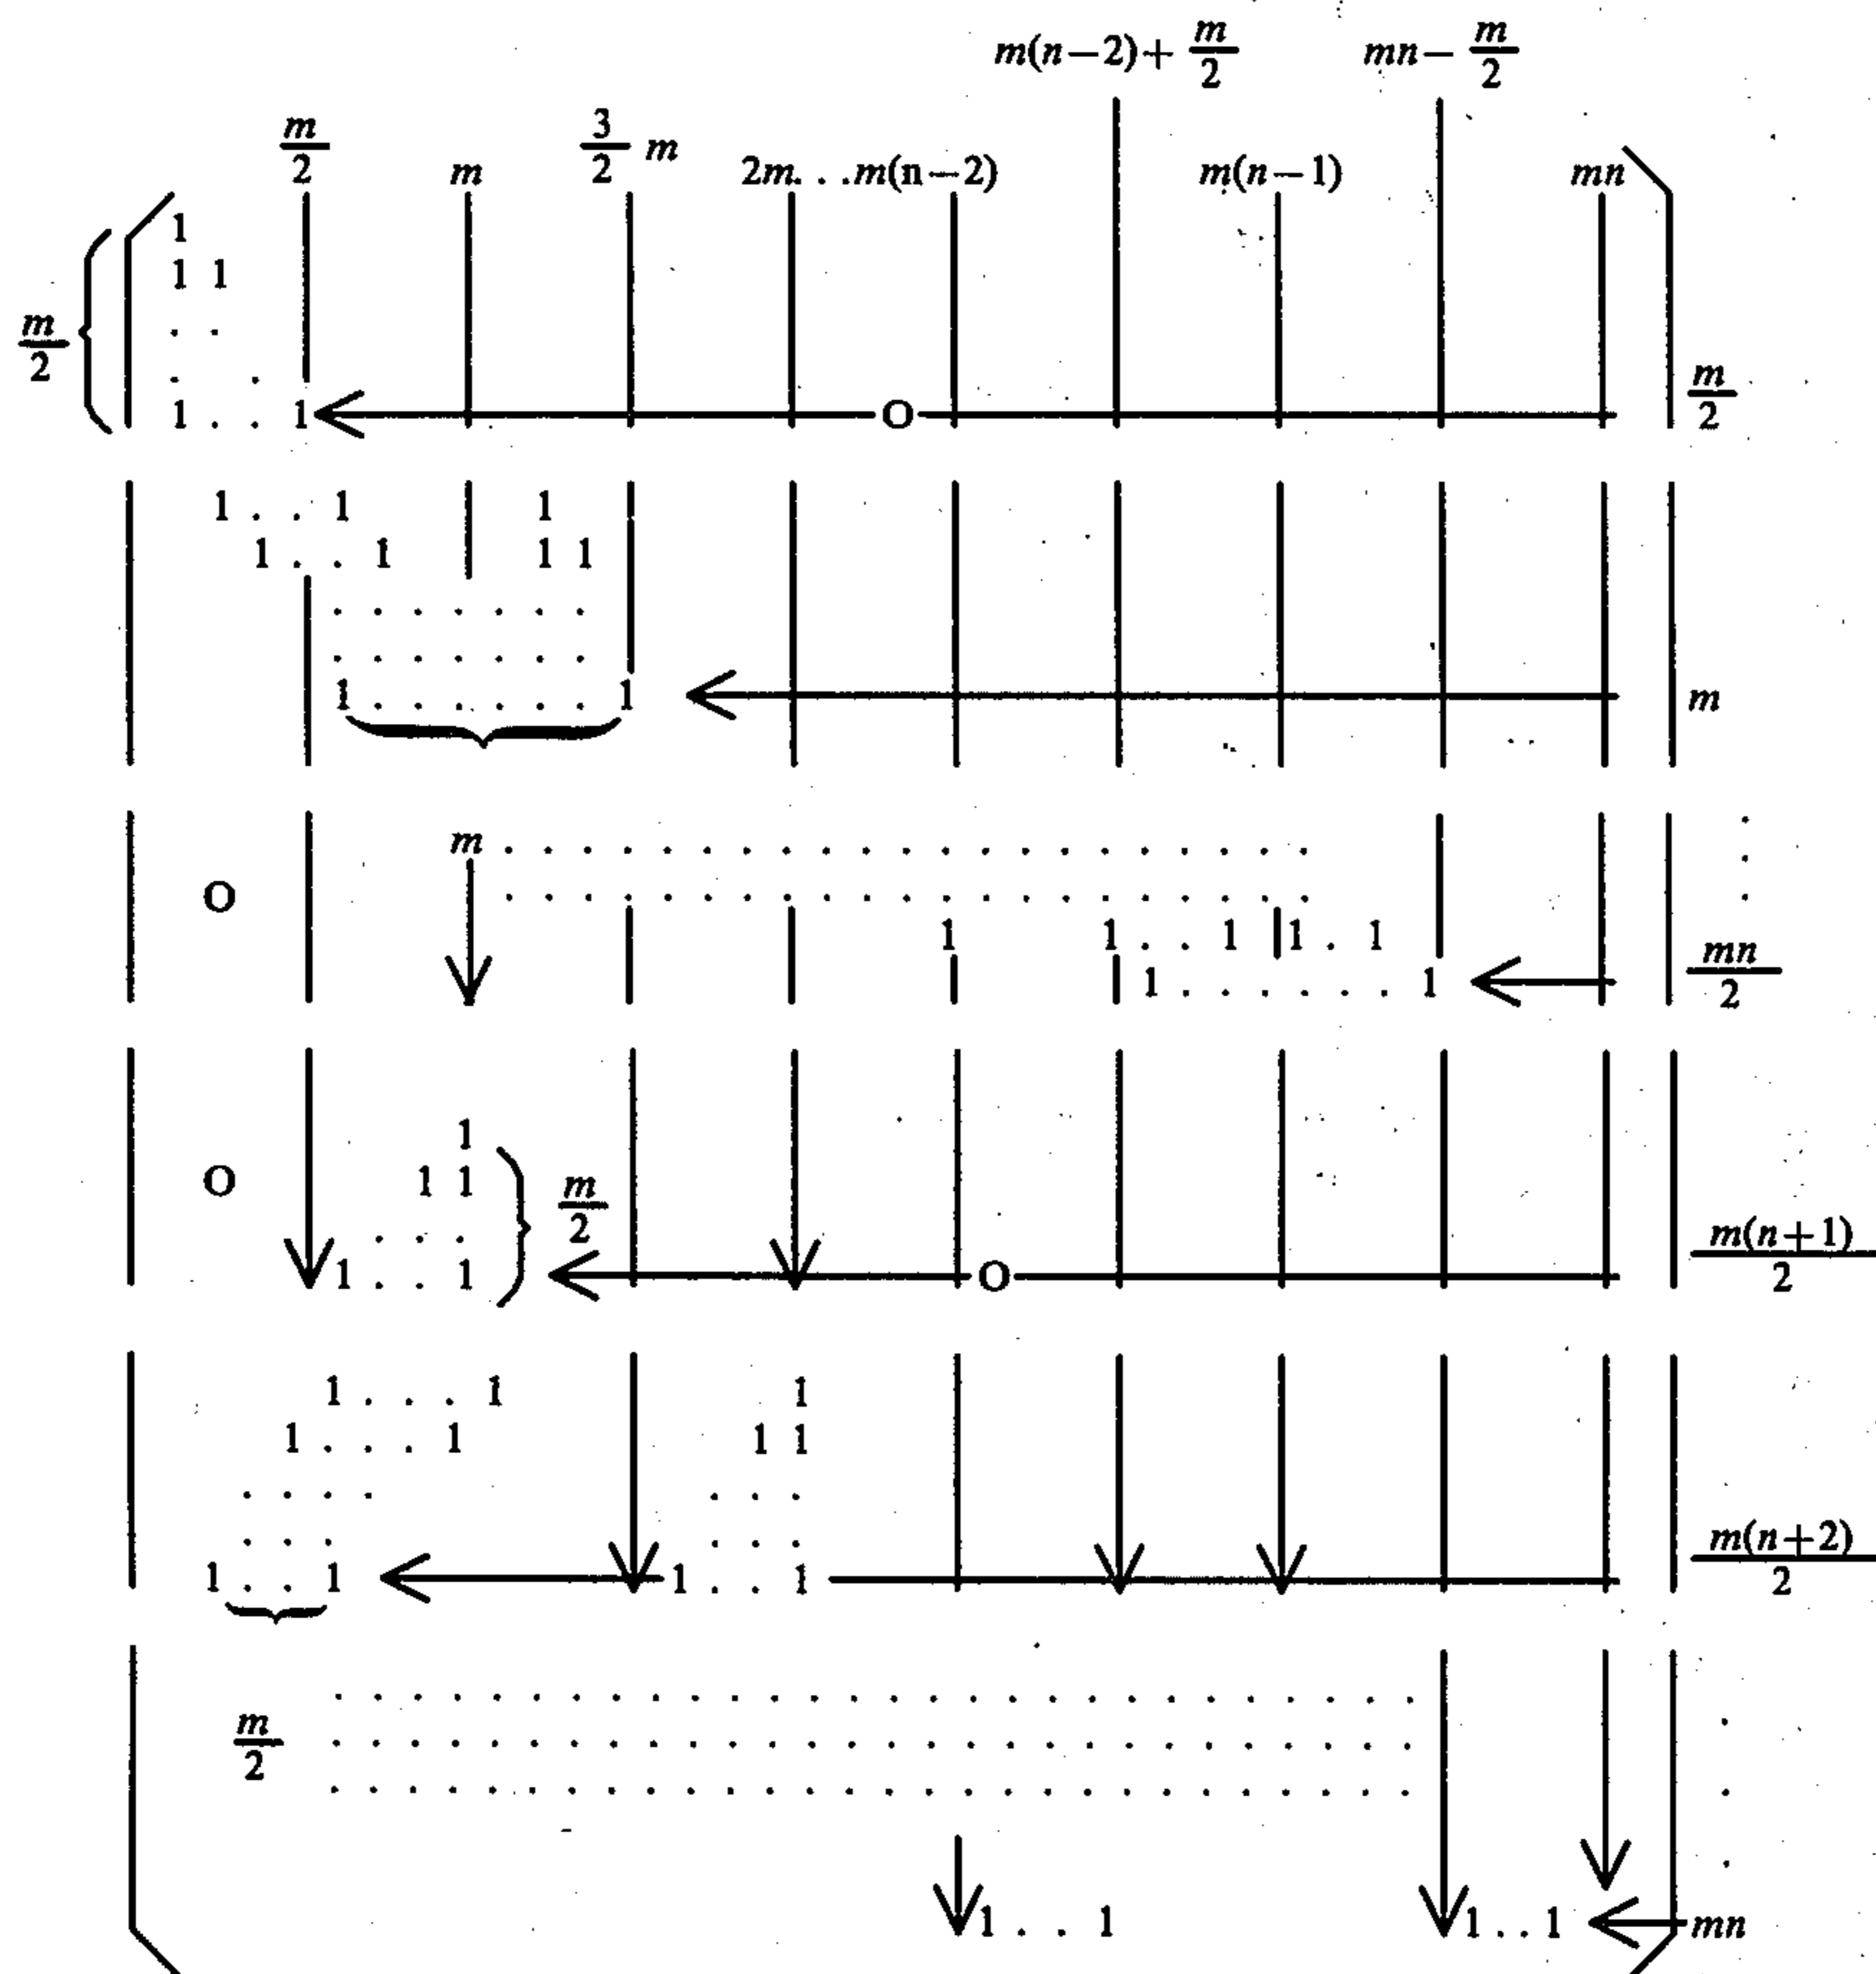 m(n−2)+ m/2 mn− m/2
m/2 m 3/2 m 2m. . .m(n−2) m(n−1) mn
1
1 1
m/2 . .
. . m/2
1 . . 1 O
1 . . 1 1
1 . . 1 1 1
. . . . . . .
. . . . . . .
1 . . . . . . 1 m
m . . . . . . . . . . . . . . . . . . . . . .
O . . . . . . . . . . . . . . . . . . . . . .
1 1 . . 1 1 . 1
1 . . . . . . 1 mn/2
1
O 1 1 m/2
. . .
1 . . 1 O m(n+1)/2
1 . . . 1 1
1 . . . 1 1 1
. . . . . . .
. . . . . .
1 . . 1 1 . . 1 m(n+2)/2
. . . . . . . . . . . . . . . . . . . . . . . . . . . .
m/2 . . . . . . . . . . . . . . . . . . . . . . . . . . . .
. . . . . . . . . . . . . . . . . . . . . . . . . . . .
1 . . 1 1 . . 1 mn